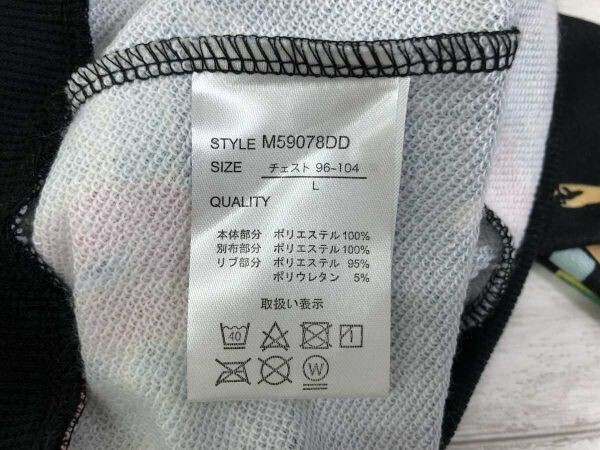 STYLE M59078DD
SIZE チェスト 96~104
L
QUALITY
本体部分 ポリエステル100%
別布部分 ポリエステル100%
リブ部分 ポリエステル 95%
ポリウレタン 5%
取扱い表示
40
W